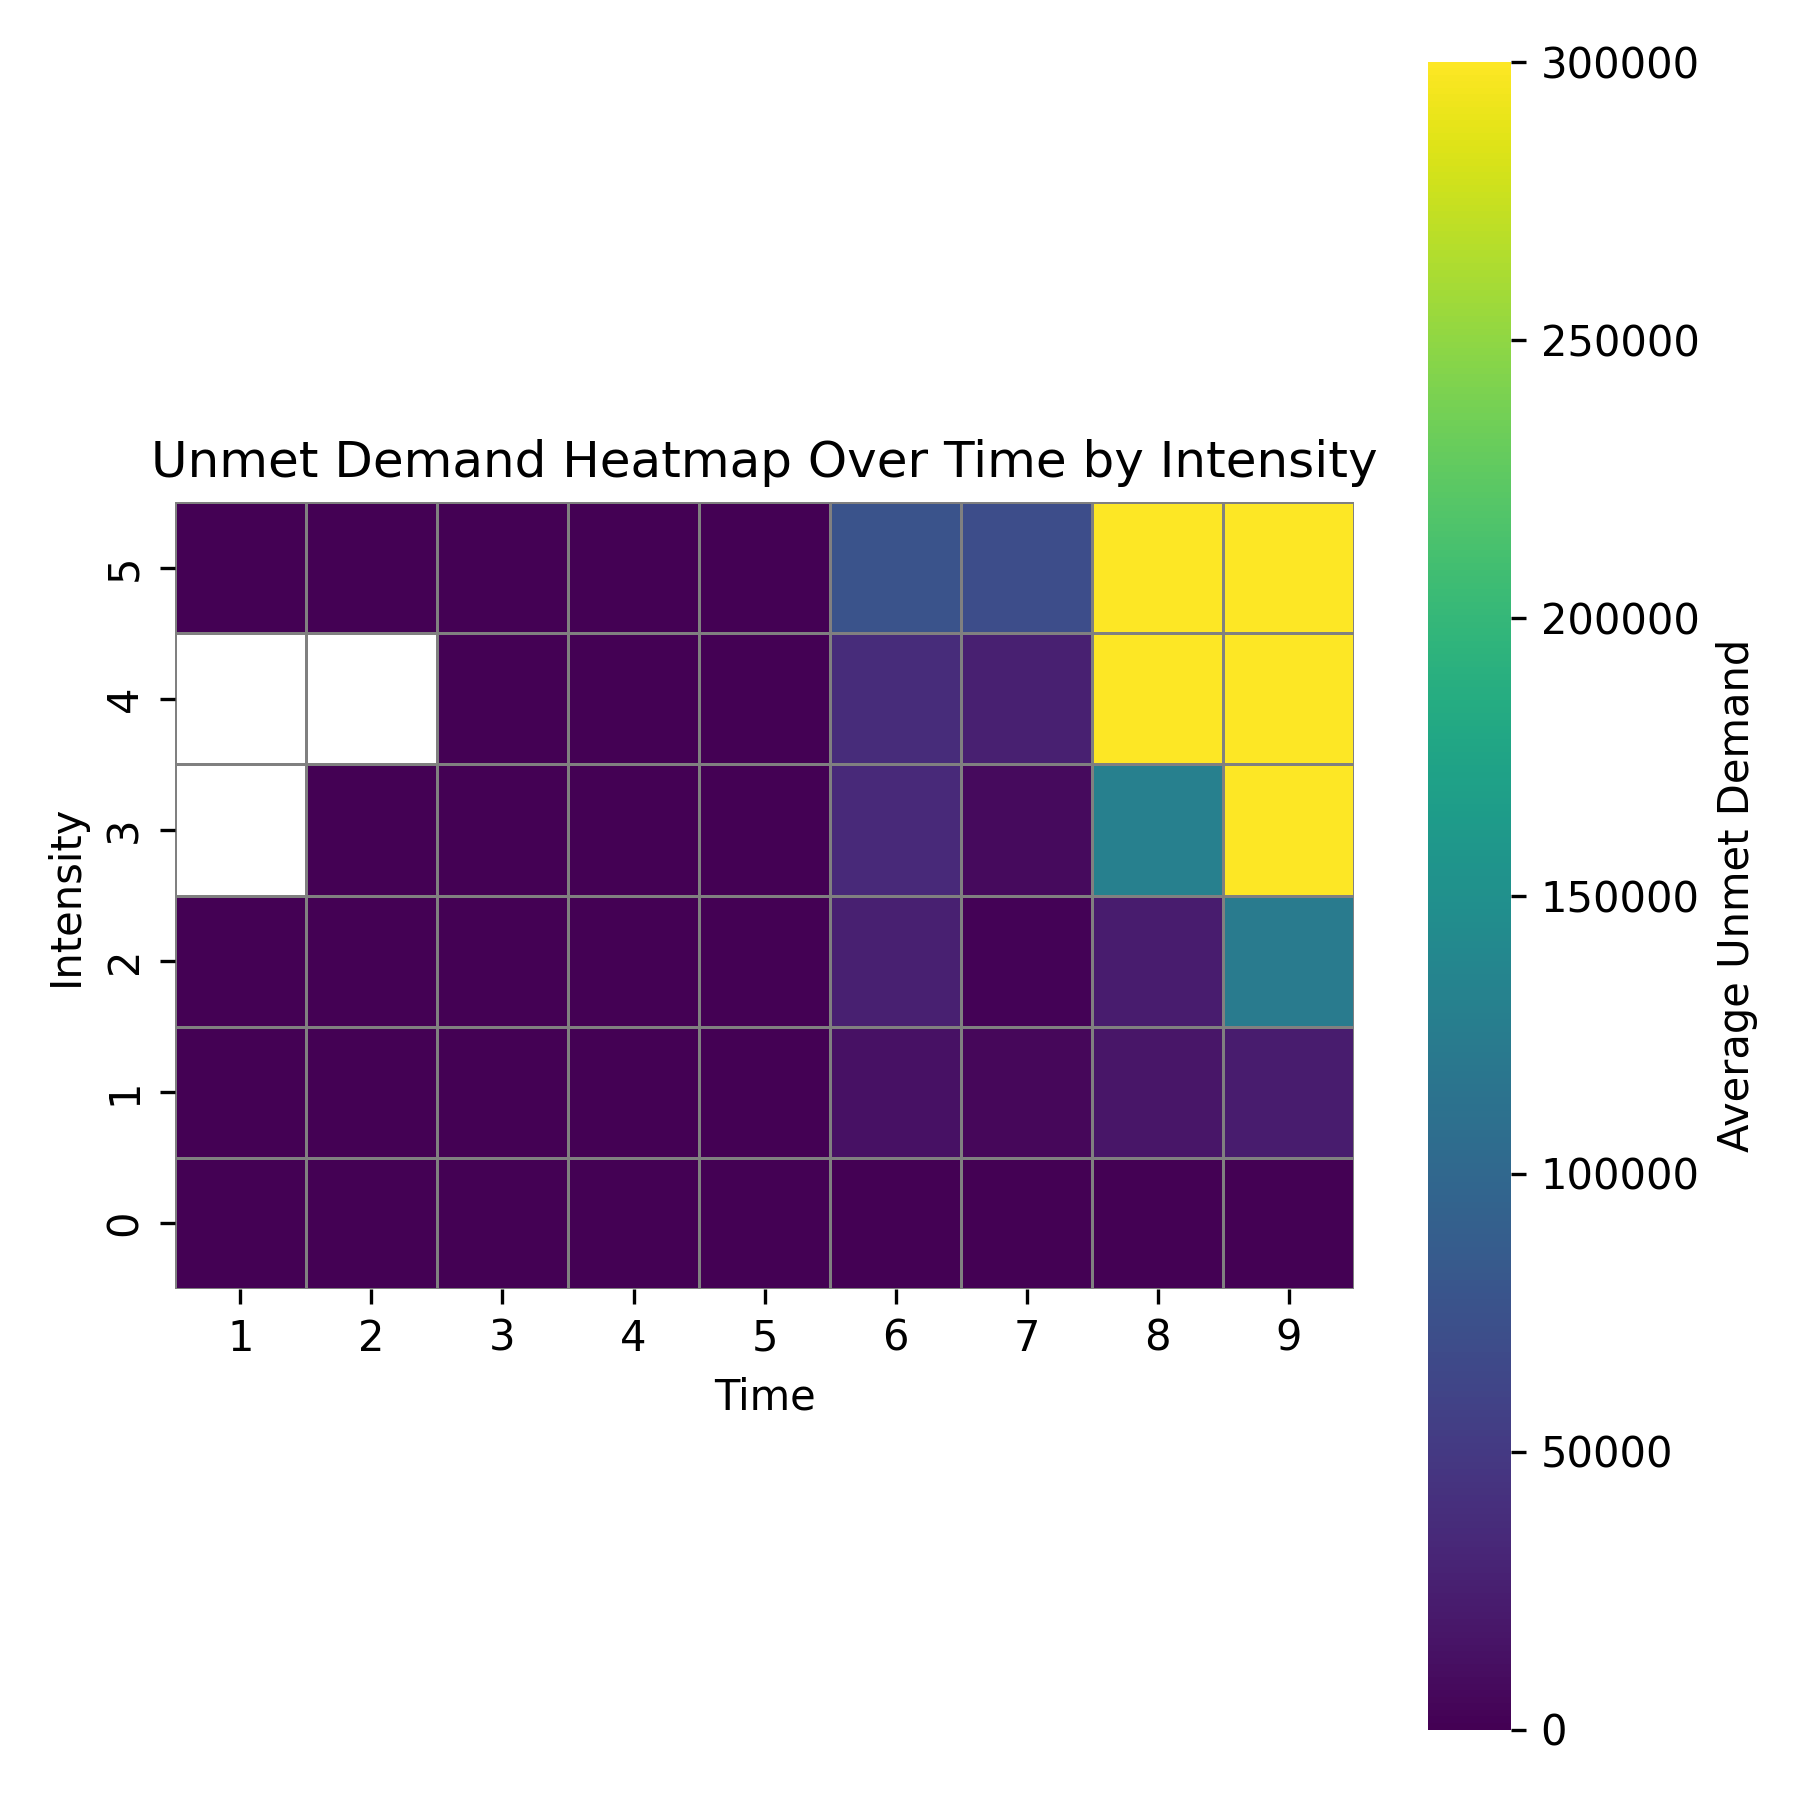 Unmet Demand Heatmap Over Time by Intensity
Intensity
5
4
3
2
1
0
1 2 3 4 5 6 7 8 9
Time
300000
250000
200000
150000
100000
50000
0
Average Unmet Demand